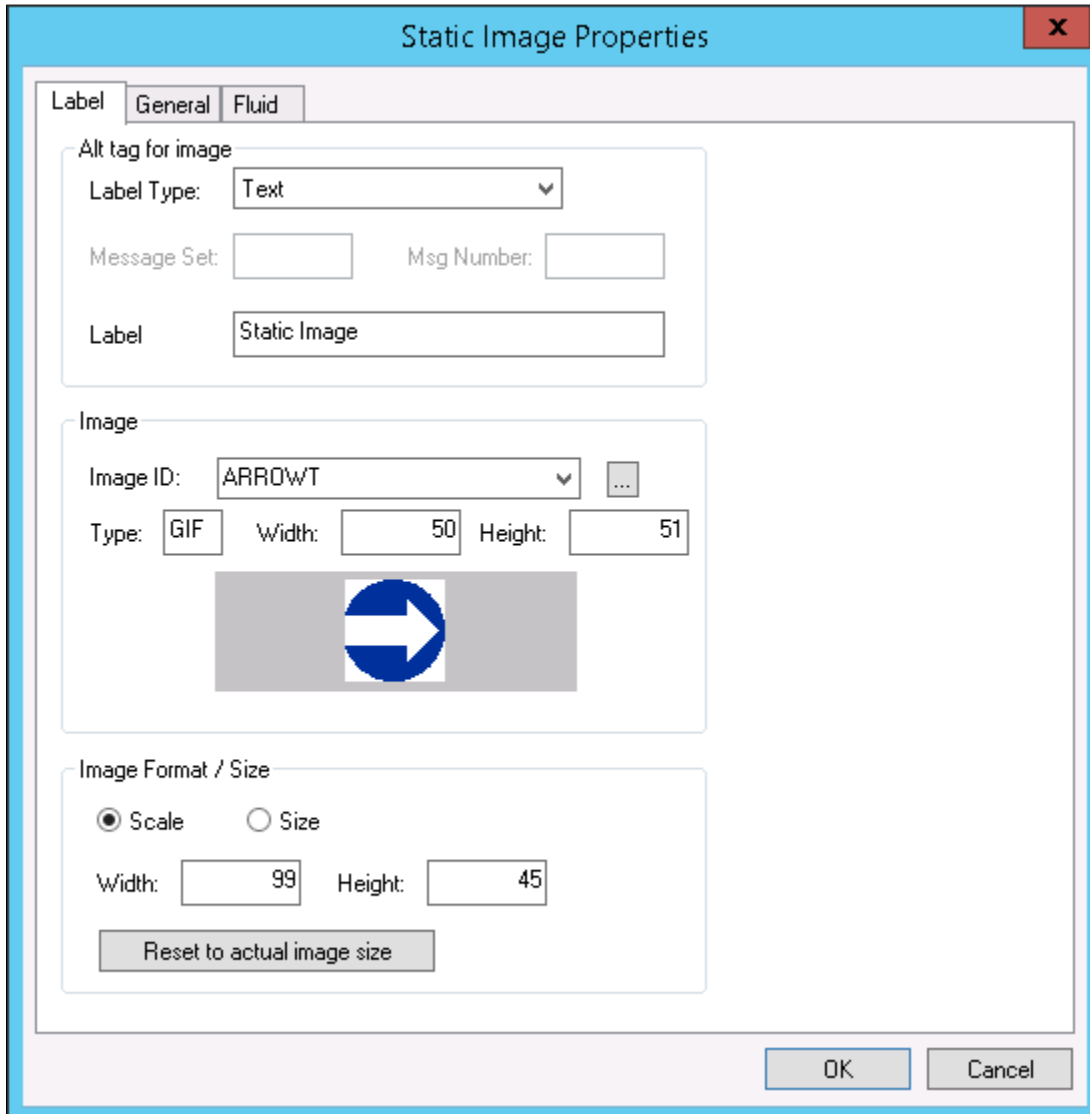 Static Image Properties
x
Label General Fluid
Alt tag for image
Label Type: Text
Message Set: Msg Number:
Label Static Image
Image
Image ID: ARROWT ...
Type: GIF Width: 50 Height: 51
Image Format / Size
Scale Size
Width: 99 Height: 45
Reset to actual image size
OK Cancel